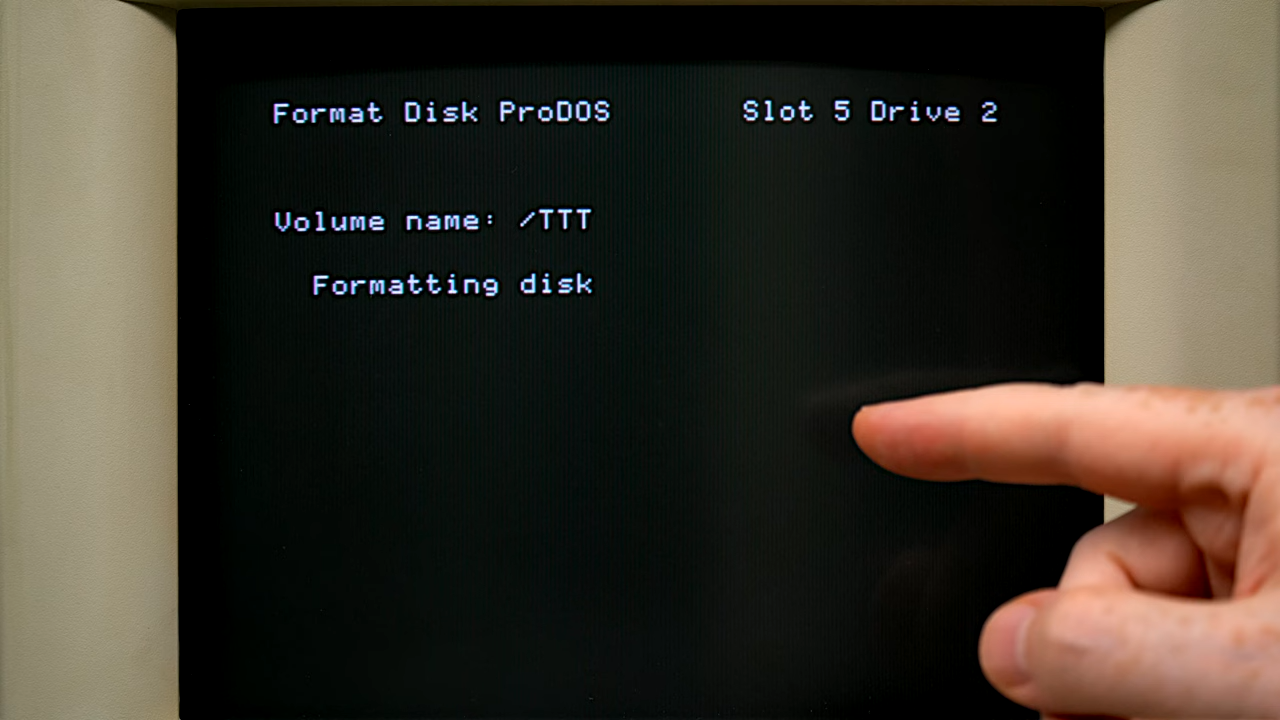 Format Disk ProDOS Slot 5 Drive 2
Volume name: /TTT
Formatting disk